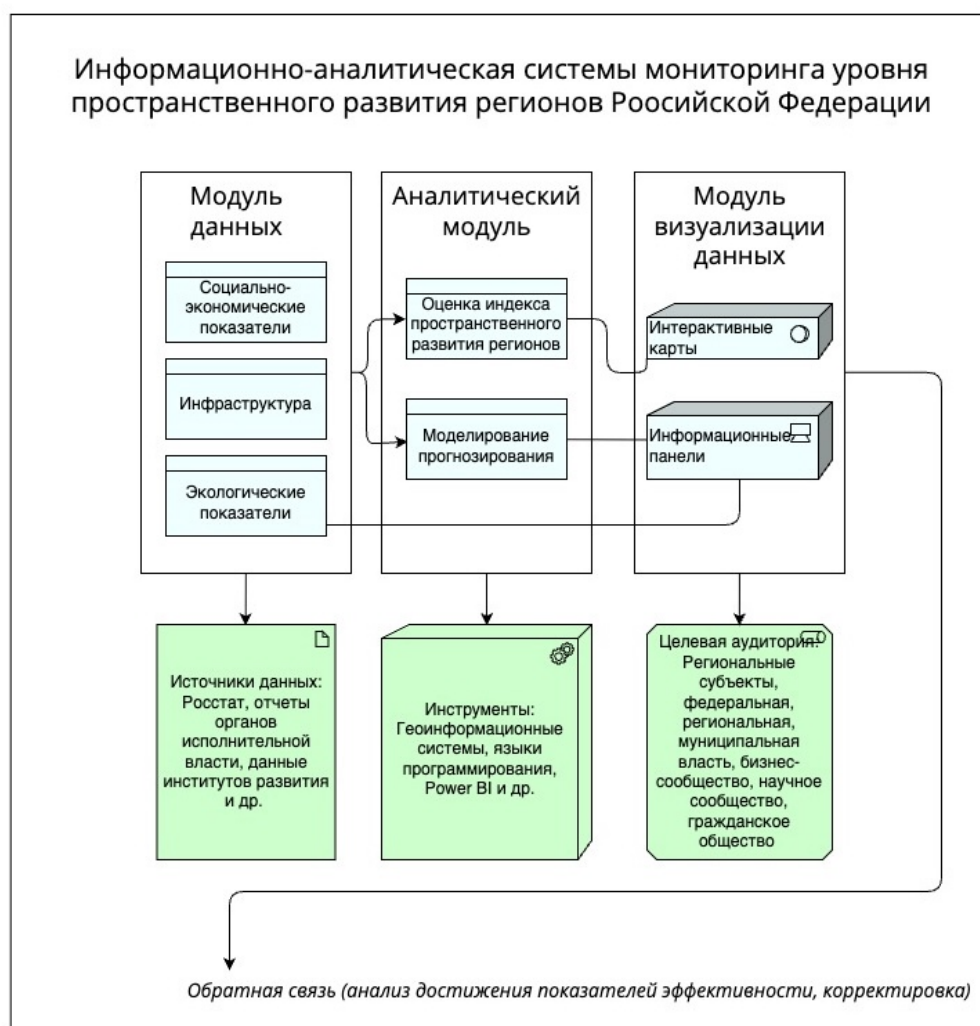 Информационно-аналитическая системы мониторинга уровня
пространственного развития регионов Роосийской Федерации
Модуль
данных
Социально-
экономические
показатели
Инфраструктура
Экологические
показатели
Аналитический
модуль
Оценка индекса
пространственного
развития регионов
Моделирование
прогнозирования
Модуль
визуализации
данных
Интерактивные
карты
Информационные
панели
Источники данных:
Росстат, отчеты
органов
исполнительной
власти, данные
институтов развития
и др.
Инструменты:
Геоинформационные
системы, языки
программирования,
Power BI и др.
Целевая аудитория:
Региональные
субъекты,
федеральная,
региональная,
муниципальная
власть, бизнес-
сообщество, научное
сообщество,
гражданское
общество
Обратная связь (анализ достижения показателей эффективности, корректировка)